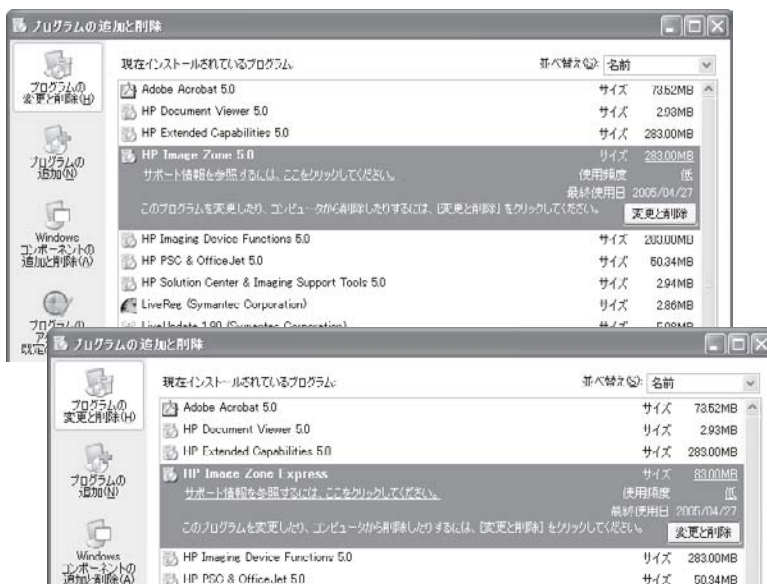 プログラムの追加と削除
プログラムの
変更と削除(H)
プログラムの
追加(N)
Windows
コンポーネントの
追加と削除(A)
プログラムの
現在インストールされているプログラム:
並べ替え(S): 名前
Adobe Acrobat 5.0 サイズ 73.52MB
HP Document Viewer 5.0 サイズ 2.93MB
HP Extended Capabilities 5.0 サイズ 283.00MB
HP Image Zone 5.0 サイズ 283.00MB
サポート情報を参照するには、ここをクリックしてください。 使用頻度 低
最終使用日 2005/04/27
このプログラムを変更したり、コンピュータから削除したりするには、[変更と削除] をクリックしてください。 変更と削除
HP Imaging Device Functions 5.0 サイズ 283.00MB
HP PSC & OfficeJet 5.0 サイズ 50.34MB
HP Solution Center & Imaging Support Tools 5.0 サイズ 2.94MB
LiveReg (Symantec Corporation) サイズ 2.86MB
LiveUpdate 1.90 (Symantec Corporation) サイズ 5.98MB
プログラムの追加と削除
プログラムの
変更と削除(H)
プログラムの
追加(N)
Windows
コンポーネントの
追加と削除(A)
現在インストールされているプログラム:
並べ替え(S): 名前
Adobe Acrobat 5.0 サイズ 73.52MB
HP Document Viewer 5.0 サイズ 2.93MB
HP Extended Capabilities 5.0 サイズ 283.00MB
HP Image Zone Express サイズ 83.00MB
サポート情報を参照するには、ここをクリックしてください。 使用頻度 低
最終使用日 2005/04/27
このプログラムを変更したり、コンピュータから削除したりするには、[変更と削除] をクリックしてください。 変更と削除
HP Imaging Device Functions 5.0 サイズ 283.00MB
HP PSC & OfficeJet 5.0 サイズ 50.34MB